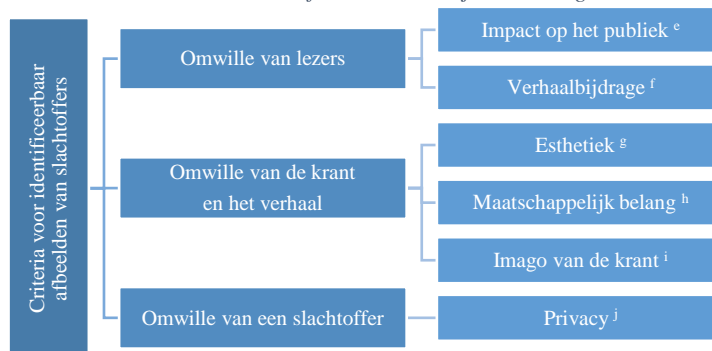 Criteria voor identificeerbaar
afbeelden van slachtoffers
Omwille van lezers
Impact op het publiek e
Verhaalbijdrage f
Omwille van de krant
en het verhaal
Esthetiek g
Maatschappelijk belang h
Imago van de krant i
Omwille van een slachtoffer
Privacy j